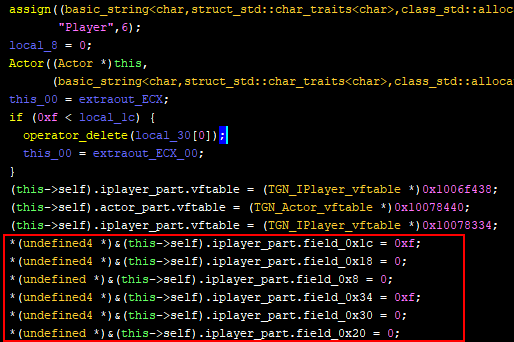 assign((basic_string<char,struct_std::char_traits<char>,class_std::alloca
"Player",6);
local_8 = 0;
Actor((Actor *)this,
(basic_string<char,struct_std::char_traits<char>,class_std::alloca
this_00 = extraout_ECX;
if (0xf < local_1c) {
operator_delete(local_30[0]);
this_00 = extraout_ECX_00;
}
(this->self).iplayer_part.vftable = (TGN_IPlayer_vftable *)0x1006f438;
(this->self).actor_part.vftable = (TGN_Actor_vftable *)0x10078440;
(this->self).iplayer_part.vftable = (TGN_IPlayer_vftable *)0x10078334;
*(undefined4 *)&(this->self).iplayer_part.field_0x1c = 0xf;
*(undefined4 *)&(this->self).iplayer_part.field_0x18 = 0;
*(undefined *)&(this->self).iplayer_part.field_0x8 = 0;
*(undefined4 *)&(this->self).iplayer_part.field_0x34 = 0xf;
*(undefined4 *)&(this->self).iplayer_part.field_0x30 = 0;
*(undefined *)&(this->self).iplayer_part.field_0x20 = 0;